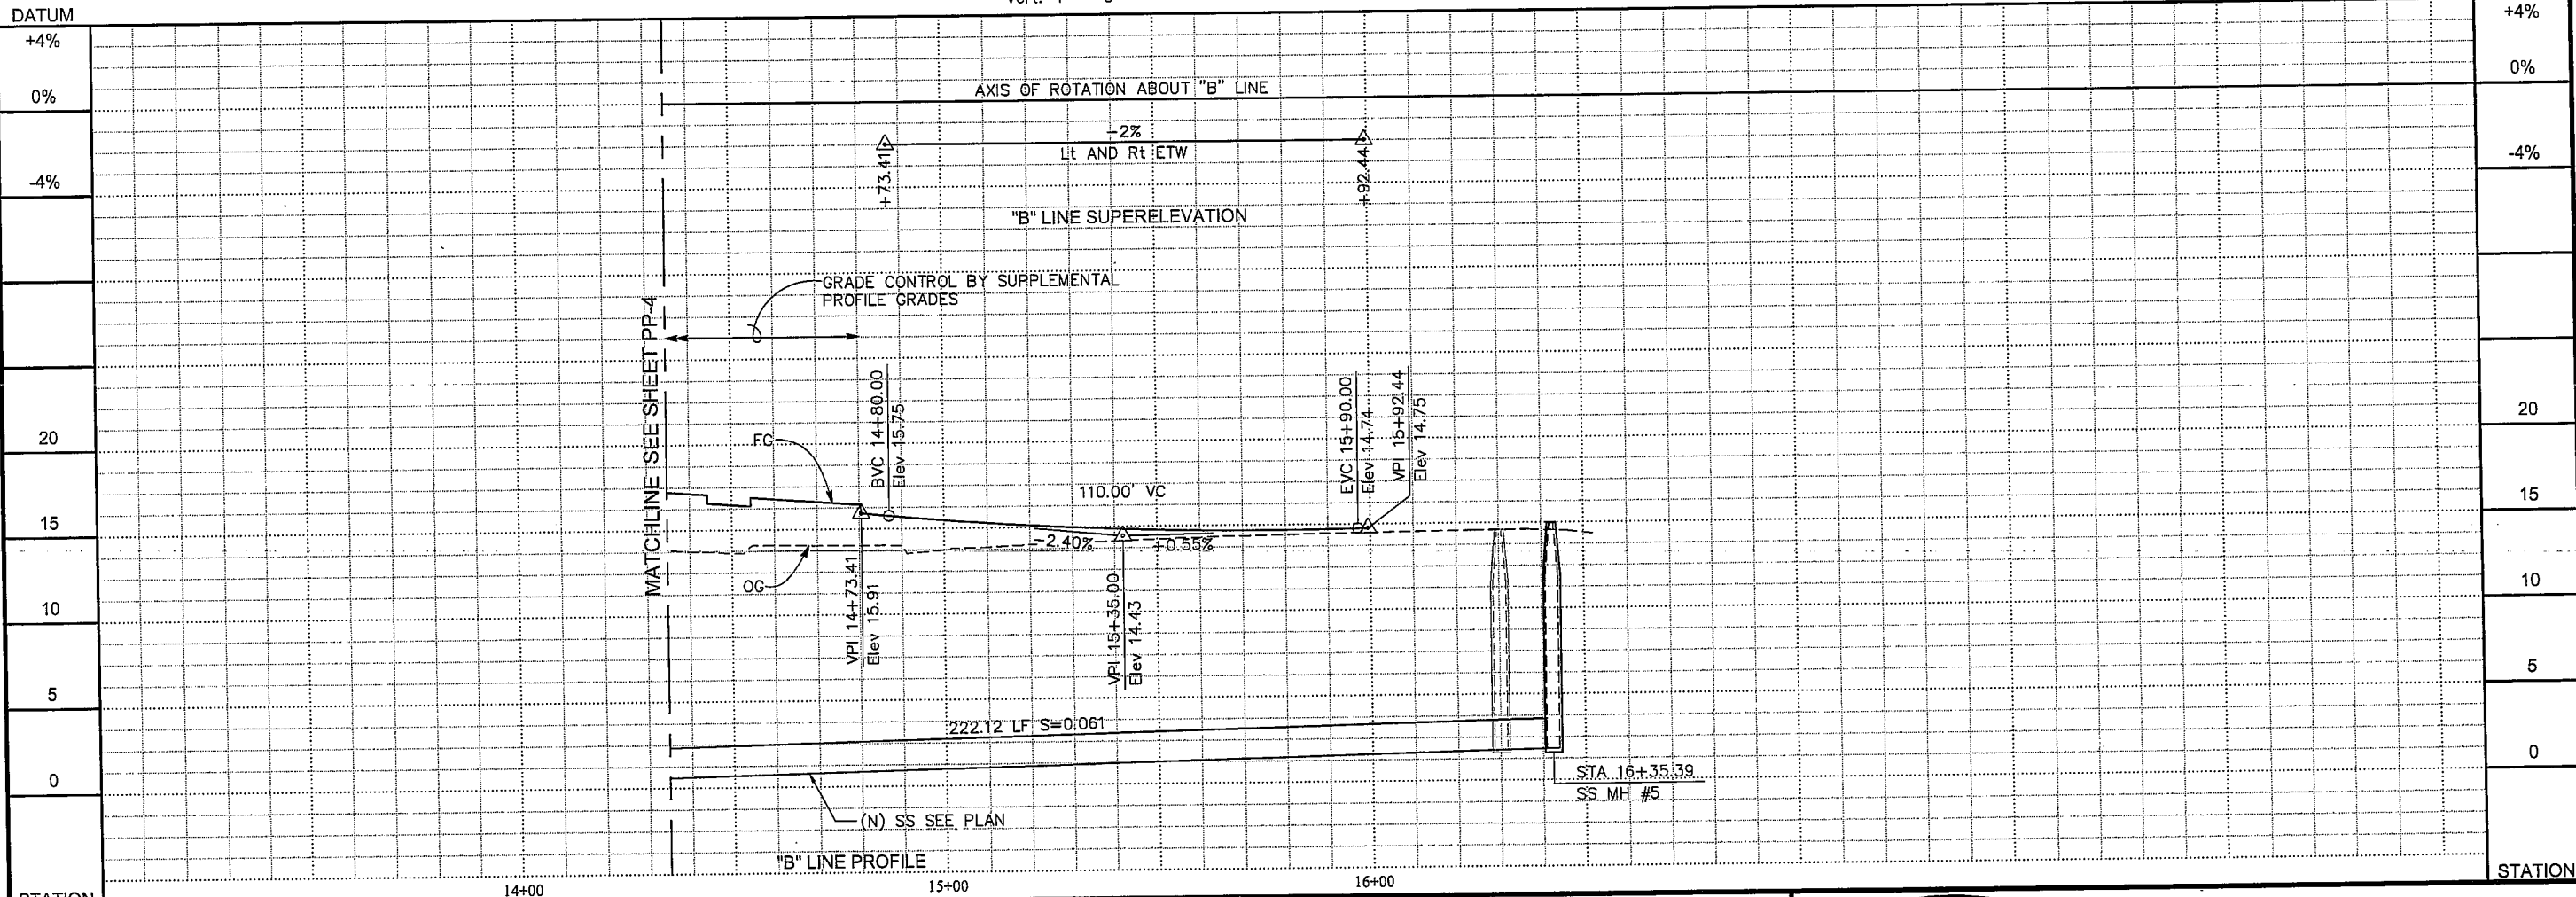 DATUM
+4%
0%
-4%
20
15
10
5
0
STATION
AXIS OF ROTATION ABOUT "B" LINE
-2%
Lt AND Rt ETW
+73.41
+92.44
"B" LINE SUPERELEVATION
GRADE CONTROL BY SUPPLEMENTAL
PROFILE GRADES
MATCHLINE SEE SHEET PP-4
FG
OG
BVC 14+80.00
Elev 15.75
110.00' VC
EVC 15+90.00
Elev 14.74
VPI 15+92.44
Elev 14.75
-2.40%
+0.55%
VPI 14+73.41
Elev 15.91
VPI 15+35.00
Elev 14.43
222.12 LF S=0.061
STA 16+35.39
SS MH #5
(N) SS SEE PLAN
"B" LINE PROFILE
14+00
15+00
16+00
+4%
0%
-4%
20
15
10
5
0
STATION